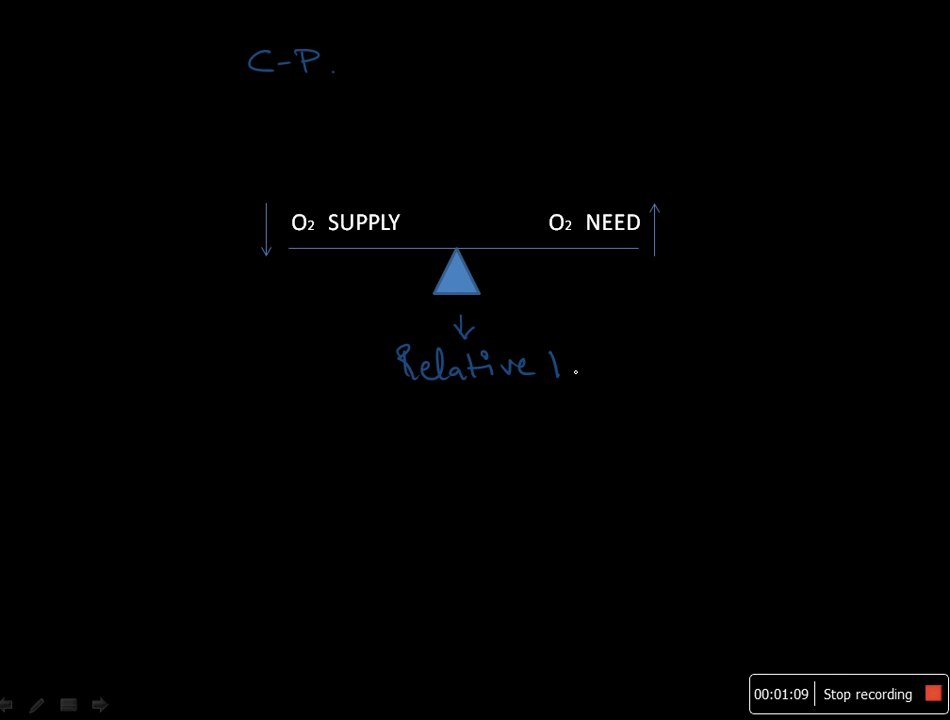 C-P.
O₂ SUPPLY
O₂ NEED
Relative I
00:01:09 Stop recording